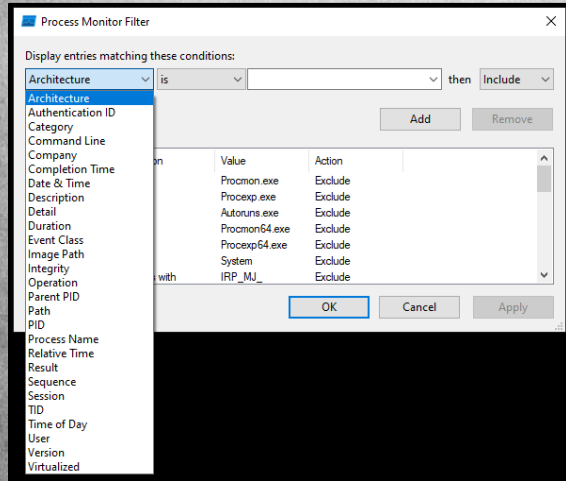 Process Monitor Filter
Display entries matching these conditions:
Architecture is then Include
Add Remove
on Value Action
Procmon.exe Exclude
Procexp.exe Exclude
Autoruns.exe Exclude
Procmon64.exe Exclude
Procexp64.exe Exclude
System Exclude
s with IRP_MJ_ Exclude
OK Cancel Apply
Architecture
Authentication ID
Category
Command Line
Company
Completion Time
Date & Time
Description
Detail
Duration
Event Class
Image Path
Integrity
Operation
Parent PID
Path
PID
Process Name
Relative Time
Result
Sequence
Session
TID
Time of Day
User
Version
Virtualized